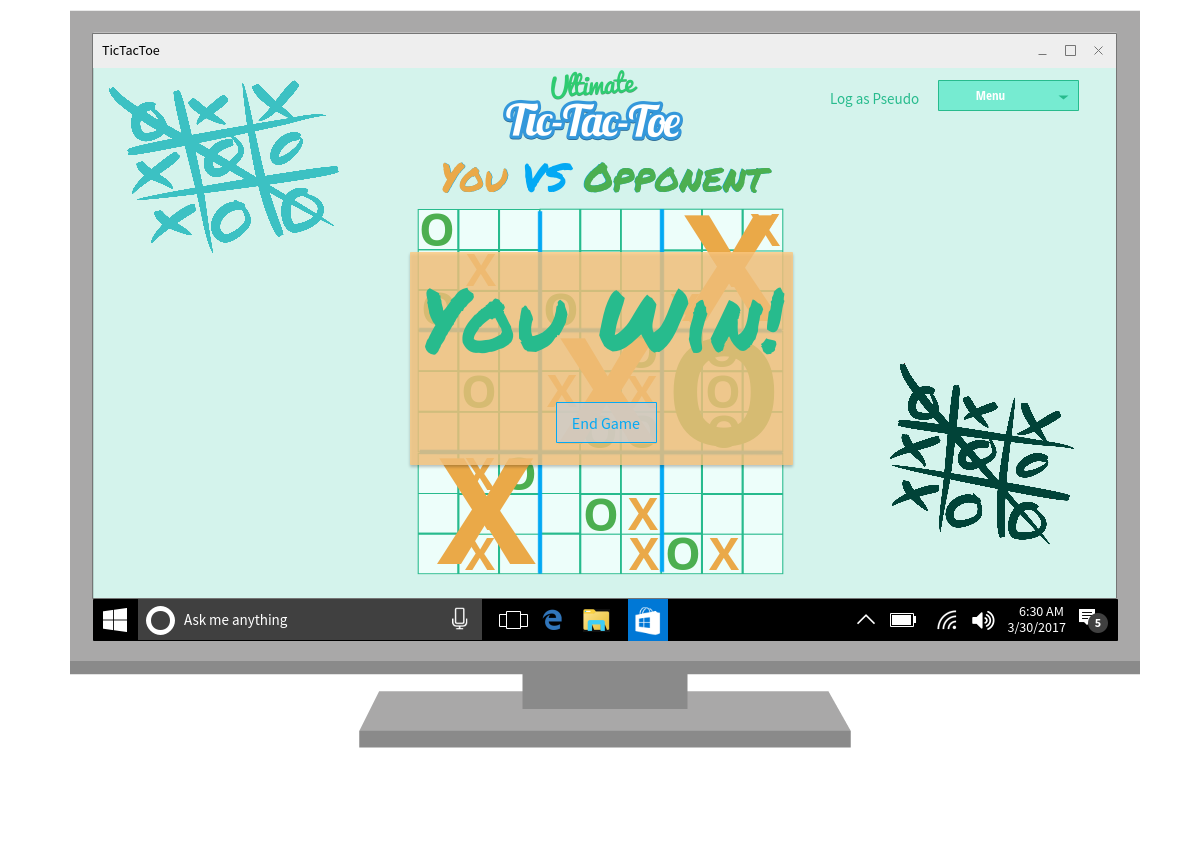 TicTacToe
Ultimate
Tic-Tac-Toe
Log as Pseudo
Menu
You VS Opponent
O X X
X
O O
You Win!
X O O
O X X O O
End Game
X O
X
O X
X X O X
Ask me anything
6:30 AM
3/30/2017
5